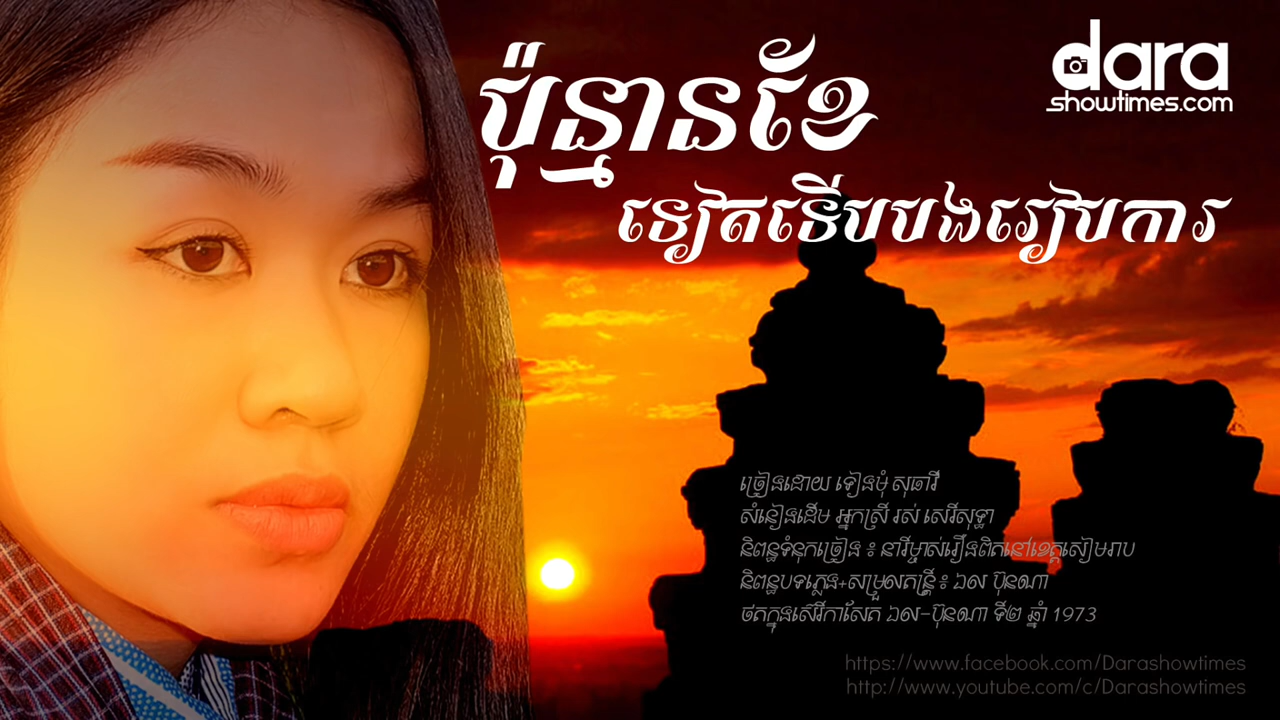 ប៉ុន្មានខែ
ទៀតទើបបងរៀបការ
dara
showtimes.com
ច្រៀងដោយ ទៀងមុំ សុធាវី
សំនៀងដើម អ្នកស្រី រស់ សេរីសុទ្ធា
និពន្ធទំនុកច្រៀង ៖ នារីម្ចាស់រឿងពិតនៅខេត្តសៀមរាប
និពន្ធបទភ្លេង+សម្រួលតន្ត្រី ៖ ឯស ប៊ុនណា
ថតក្នុងស៊េរីកាសែត ឯស-ប៊ុនណា ទី២ ឆ្នាំ 1973
https://www.facebook.com/Darashowtimes
http://www.youtube.com/c/Darashowtimes